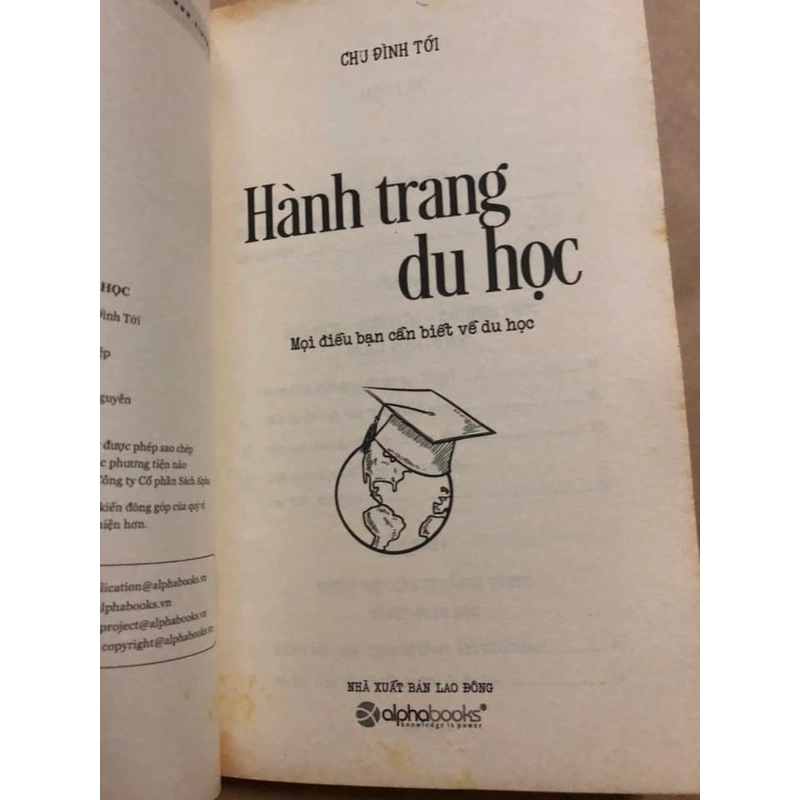 HỌC
Đình Tới
guyên
được phép sao chép
phương tiện nào
Công ty Cổ phần Sách Alpha
kiến đóng góp của quý vị
hiện hơn.
lication@alphabooks.vn
lphabooks.vn
project@alphabooks.vn
copyright@alphabooks.vn
CHU ĐÌNH TỚI
Hành trang
du học
Mọi điều bạn cần biết về du học
NHÀ XUẤT BẢN LAO ĐỘNG
alphabooks®
knowledge is power